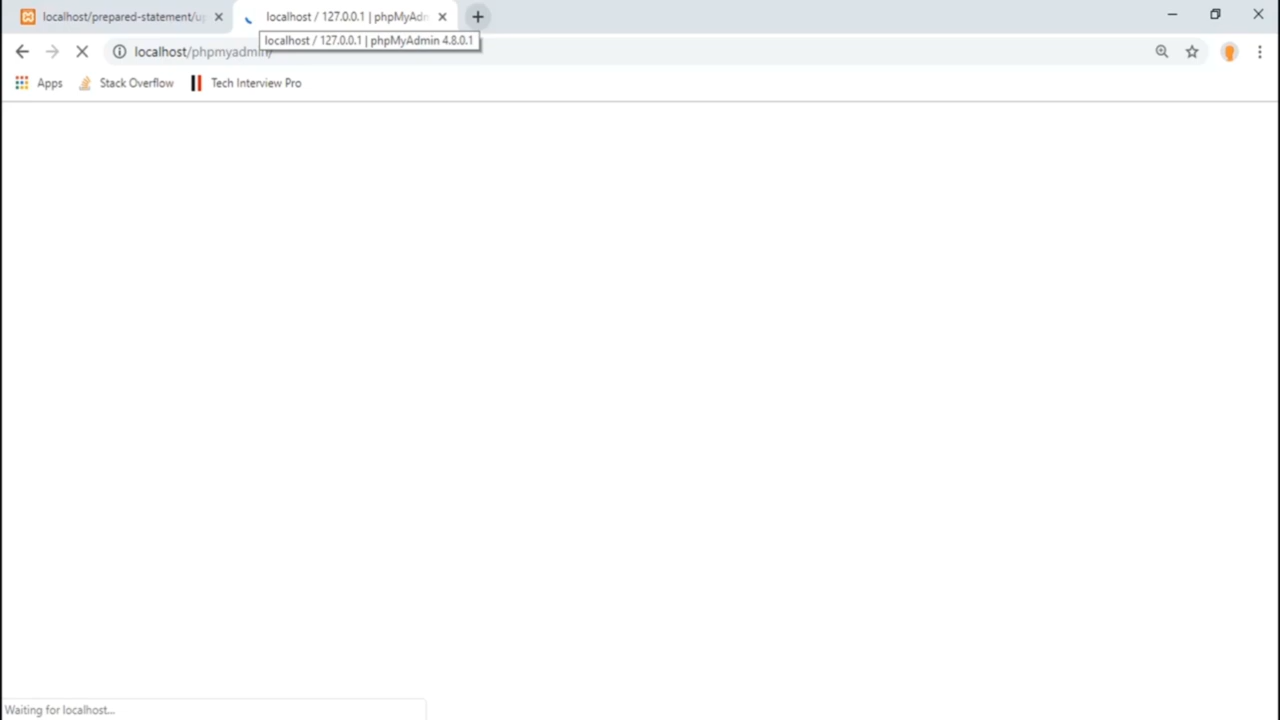 localhost/prepared-statement/u
localhost / 127.0.0.1 | phpMyAdn
localhost / 127.0.0.1 | phpMyAdmin 4.8.0.1
localhost/phpmyadmin/
Apps
Stack Overflow
Tech Interview Pro
Waiting for localhost...